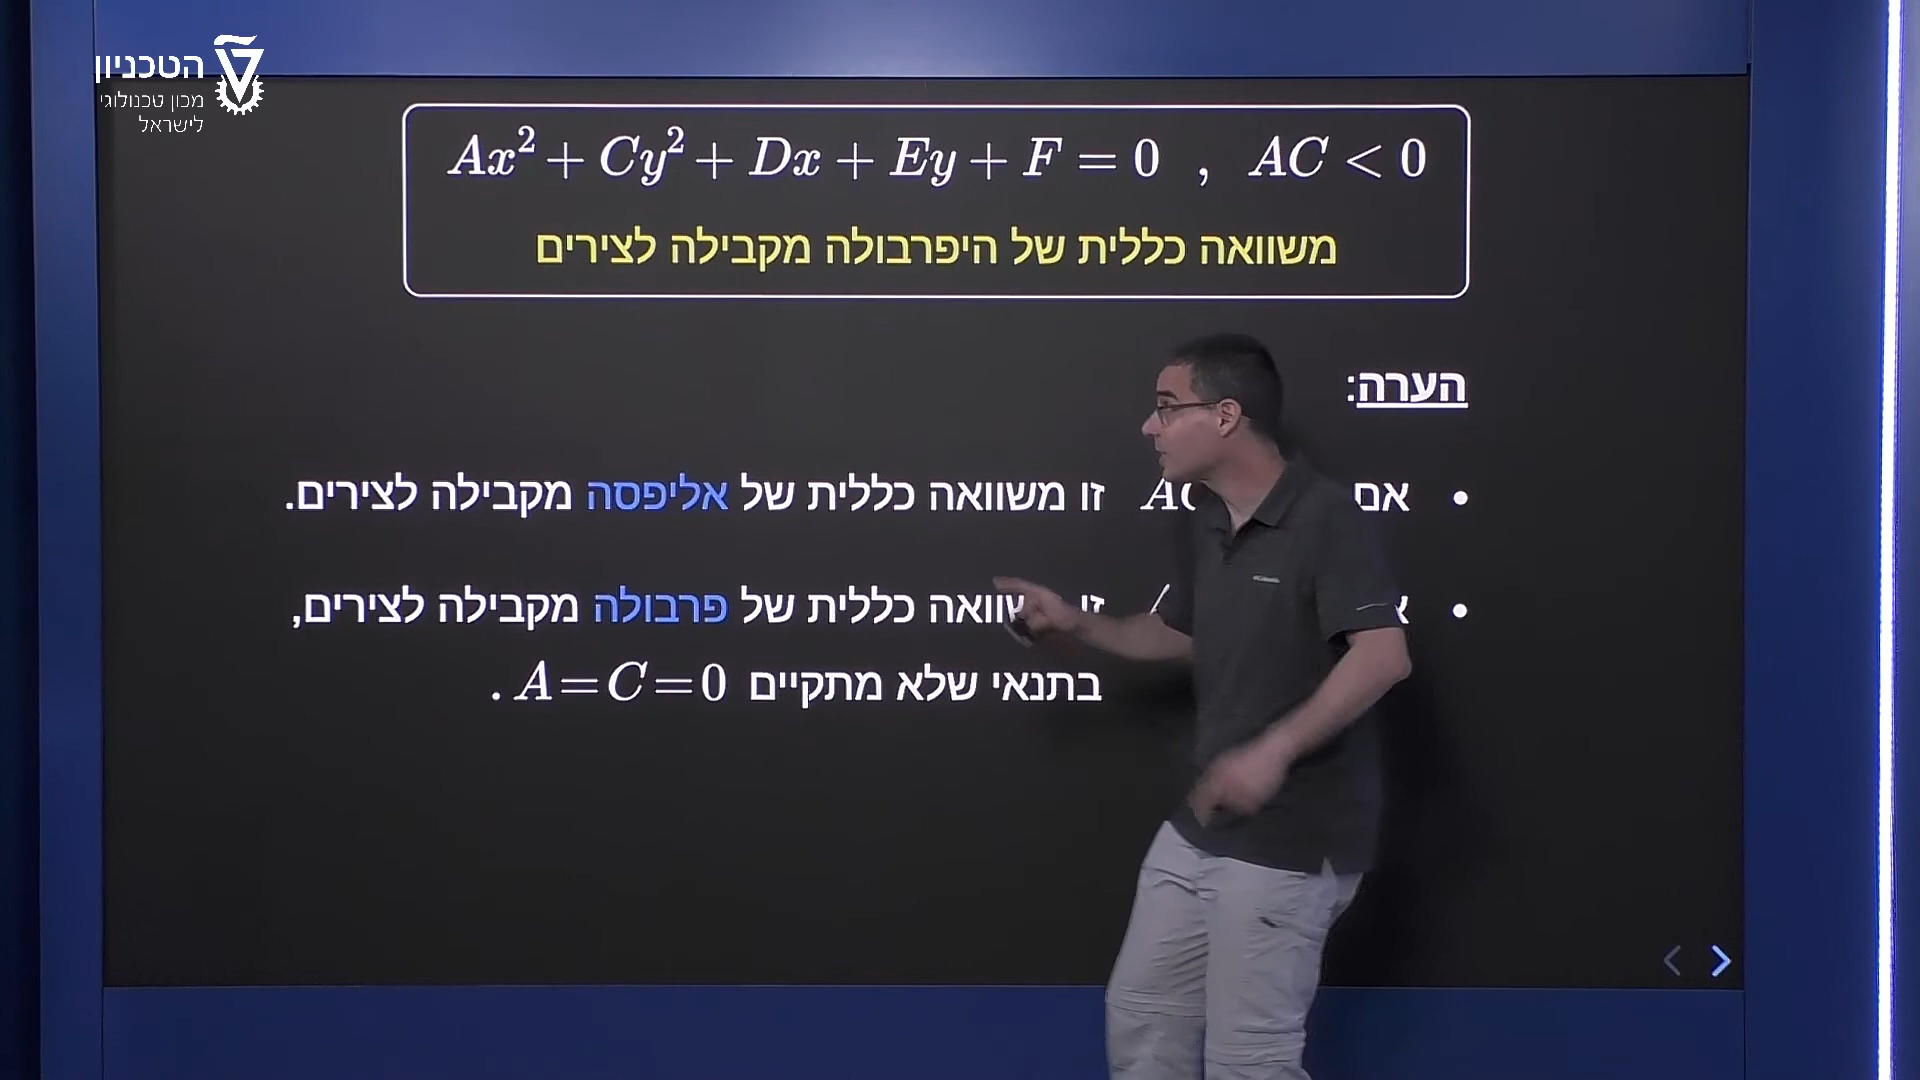 הטכניון
מכון טכנולוגי
לישראל
Ax² + Cy² + Dx + Ey + F = 0 , AC < 0
משוואה כללית של היפרבולה מקבילה לצירים
הערה:
• אם A זו משוואה כללית של אליפסה מקבילה לצירים.
• כללית של פרבולה מקבילה לצירים,
בתנאי שלא מתקיים A=C=0 .